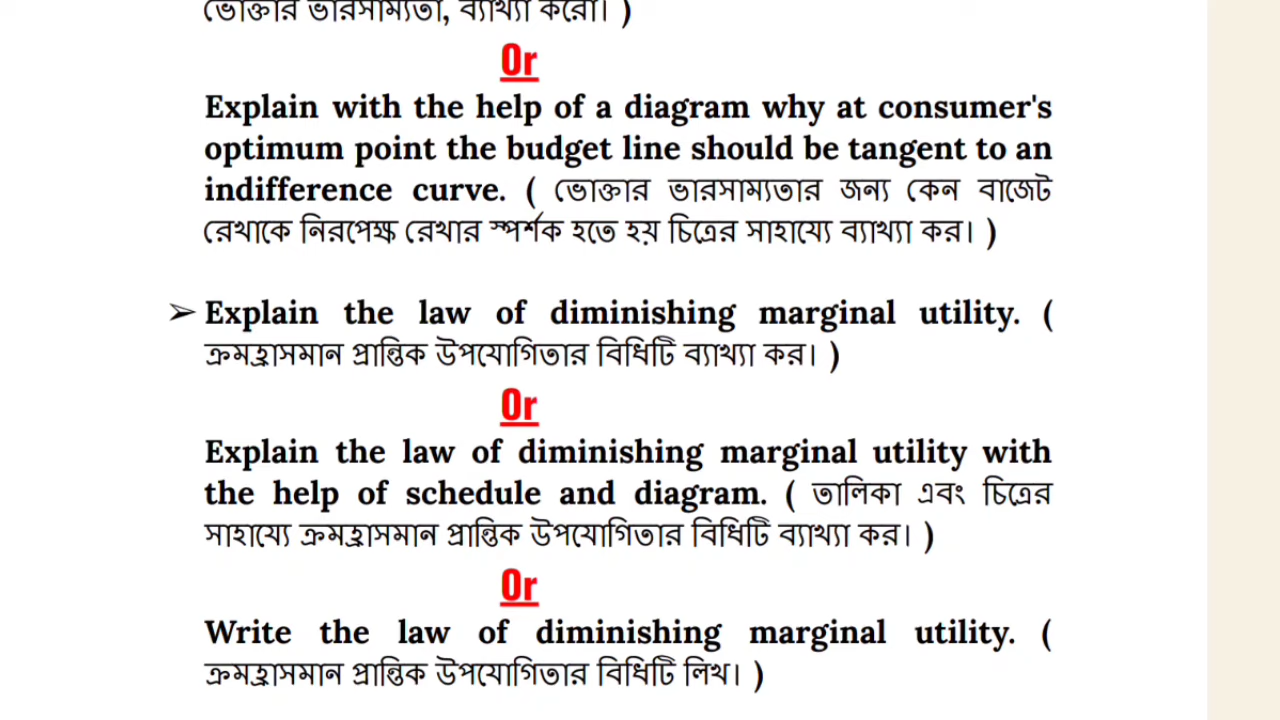 ভোক্তার ভারসাম্যতা, ব্যাখ্যা করো। )
Or
Explain with the help of a diagram why at consumer's
optimum point the budget line should be tangent to an
indifference curve. ( ভোক্তার ভারসাম্যতার জন্য কেন বাজেট
রেখাকে নিরপেক্ষ রেখার স্পর্শক হতে হয় চিত্রের সাহায্যে ব্যাখ্যা কর। )
➢ Explain the law of diminishing marginal utility. (
ক্রমহ্রাসমান প্রান্তিক উপযোগিতার বিধিটি ব্যাখ্যা কর। )
Or
Explain the law of diminishing marginal utility with
the help of schedule and diagram. ( তালিকা এবং চিত্রের
সাহায্যে ক্রমহ্রাসমান প্রান্তিক উপযোগিতার বিধিটি ব্যাখ্যা কর। )
Or
Write the law of diminishing marginal utility. (
ক্রমহ্রাসমান প্রান্তিক উপযোগিতার বিধিটি লিখ। )